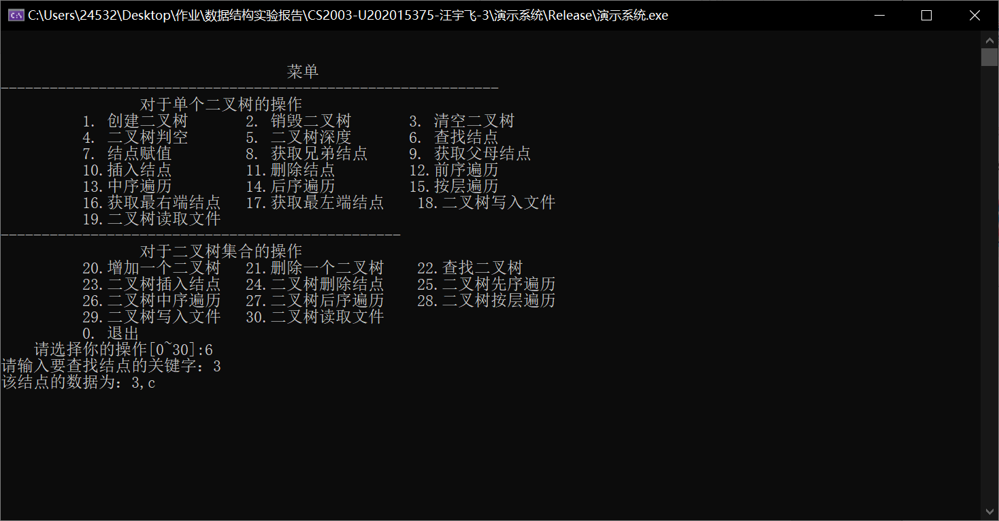 C:\Users\24532\Desktop\作业\数据结构实验报告\CS2003-U202015375-汪宇飞-3\演示系统\Release\演示系统.exe
菜单
-------------------------------------------------------------
对于单个二叉树的操作
1. 创建二叉树 2. 销毁二叉树 3. 清空二叉树
4. 二叉树判空 5. 二叉树深度 6. 查找结点
7. 结点赋值 8. 获取兄弟结点 9. 获取父母结点
10.插入结点 11.删除结点 12.前序遍历
13.中序遍历 14.后序遍历 15.按层遍历
16.获取最右端结点 17.获取最左端结点 18.二叉树写入文件
19.二叉树读取文件
-------------------------------------------------
对于二叉树集合的操作
20.增加一个二叉树 21.删除一个二叉树 22.查找二叉树
23.二叉树插入结点 24.二叉树删除结点 25.二叉树先序遍历
26.二叉树中序遍历 27.二叉树后序遍历 28.二叉树按层遍历
29.二叉树写入文件 30.二叉树读取文件
0. 退出
请选择你的操作[0~30]:6
请输入要查找结点的关键字：3
该结点的数据为：3,c